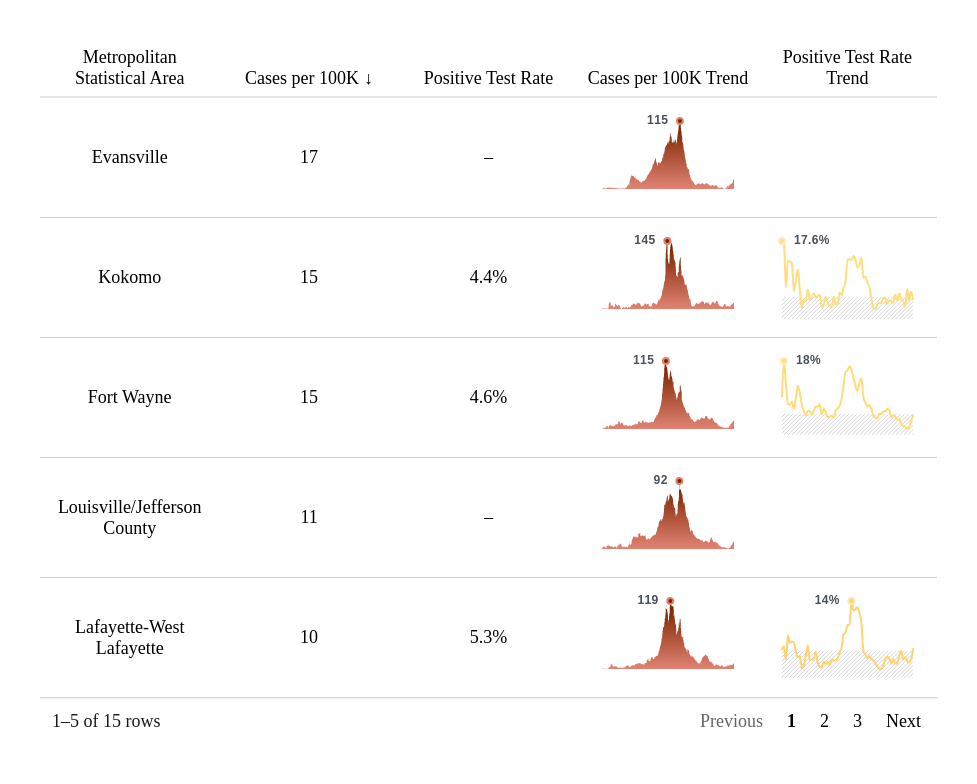 Metropolitan
Statistical Area
Cases per 100K ↓
Positive Test Rate
Cases per 100K Trend
Positive Test Rate
Trend
Evansville
17
–
115
Kokomo
15
4.4%
145
17.6%
Fort Wayne
15
4.6%
115
18%
Louisville/Jefferson
County
11
–
92
Lafayette-West
Lafayette
10
5.3%
119
14%
1–5 of 15 rows
Previous 1 2 3 Next